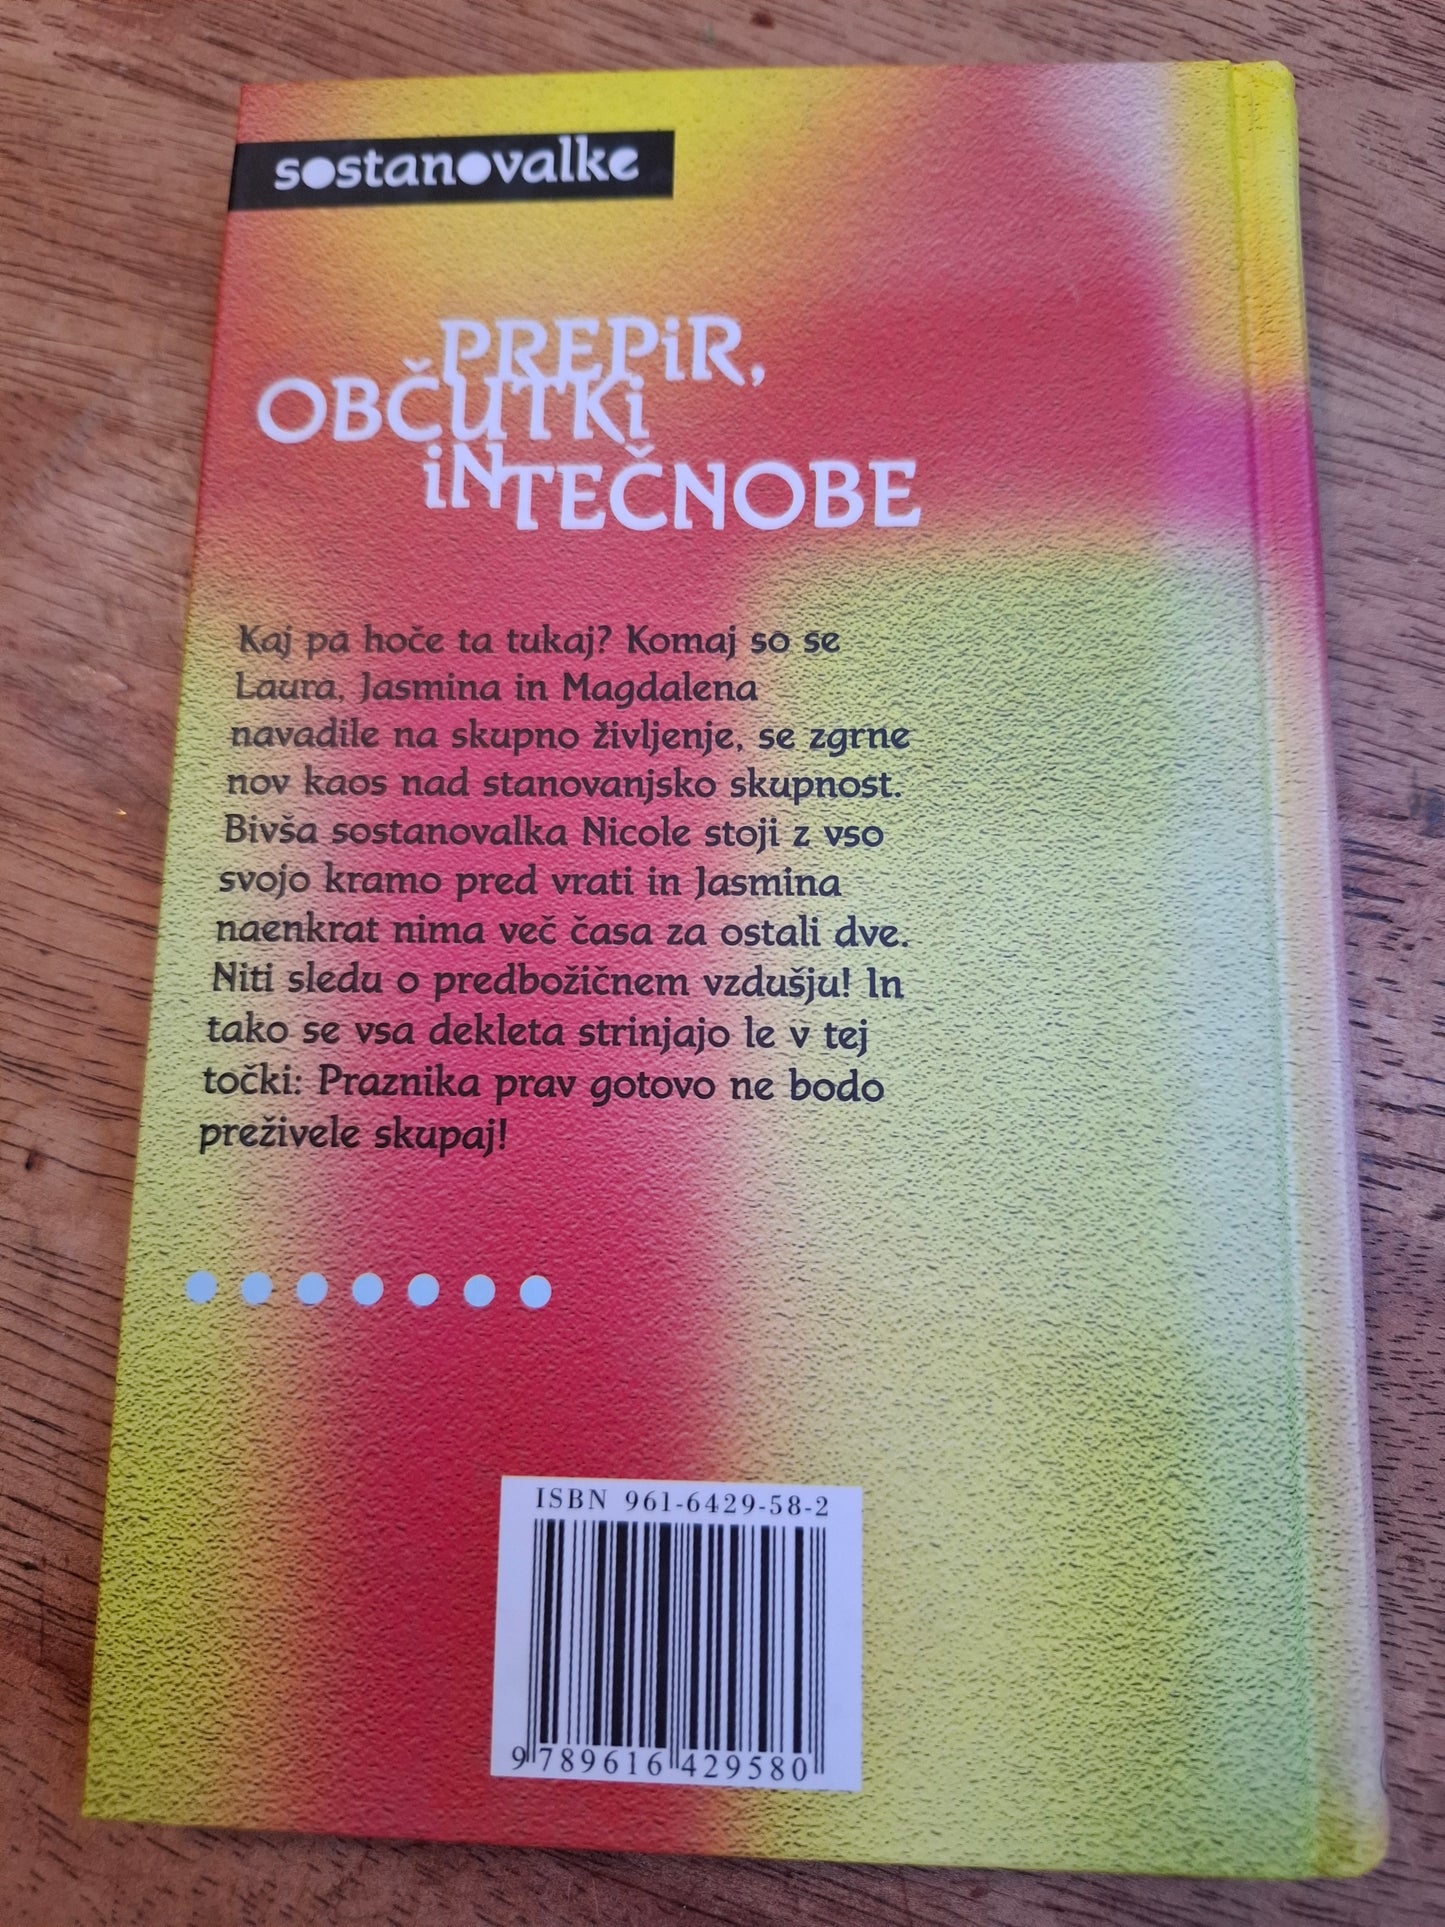 sostanovalke
PREPiR,
OBČUTKi
iN TEČNOBE
Kaj pa hoče ta tukaj? Komaj so se
Laura, Jasmina in Magdalena
navadile na skupno življenje, se zgrne
nov kaos nad stanovanjsko skupnost.
Bivša sostanovalka Nicole stoji z vso
svojo kramo pred vrati in Jasmina
naenkrat nima več časa za ostali dve.
Niti sledu o predbožičnem vzdušju! In
tako se vsa dekleta strinjajo le v tej
točki: Praznika prav gotovo ne bodo
preživele skupaj!
ISBN 961-6429-58-2
9 789616 429580